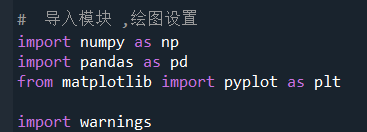 #  导入模块 ,绘图设置
import numpy as np
import pandas as pd
from matplotlib import pyplot as plt
import warnings